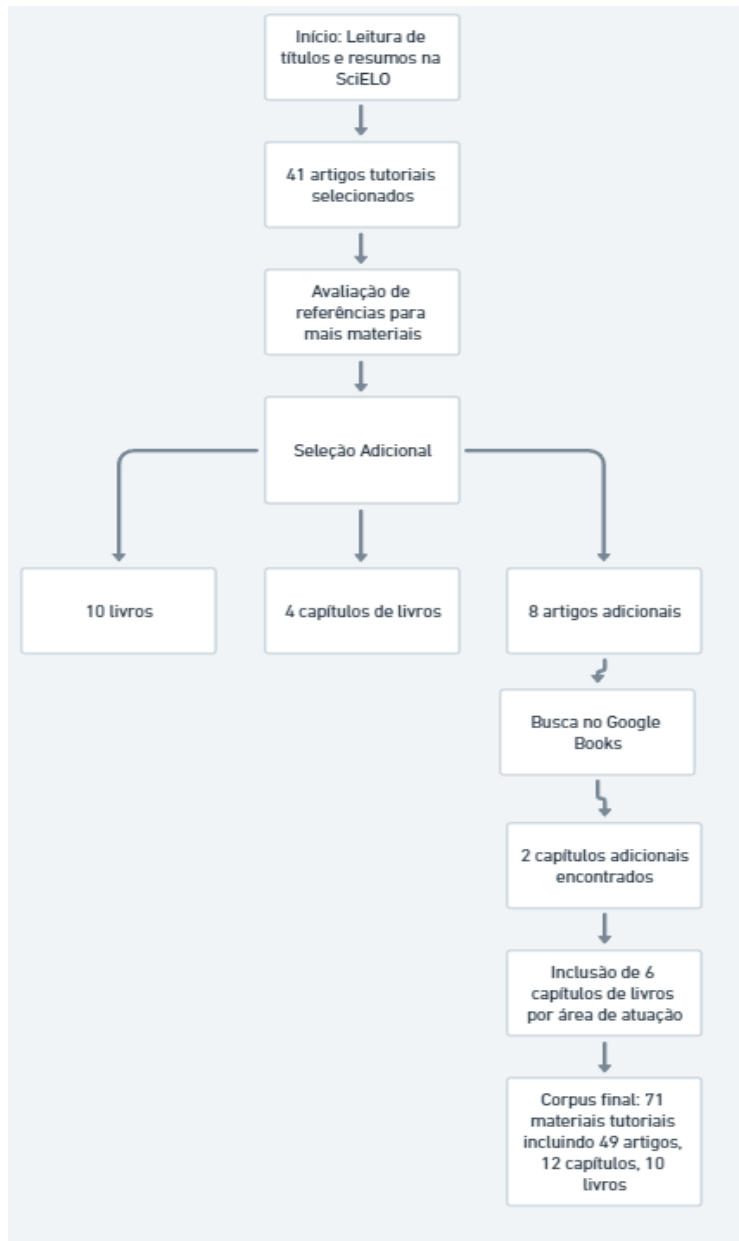 Início: Leitura de
títulos e resumos na
SciELO
41 artigos tutoriais
selecionados
Avaliação de
referências para
mais materiais
Seleção Adicional
10 livros
4 capítulos de livros
8 artigos adicionais
Busca no Google
Books
2 capítulos adicionais
encontrados
Inclusão de 6
capítulos de livros
por área de atuação
Corpus final: 71
materiais tutoriais
incluindo 49 artigos,
12 capítulos, 10
livros